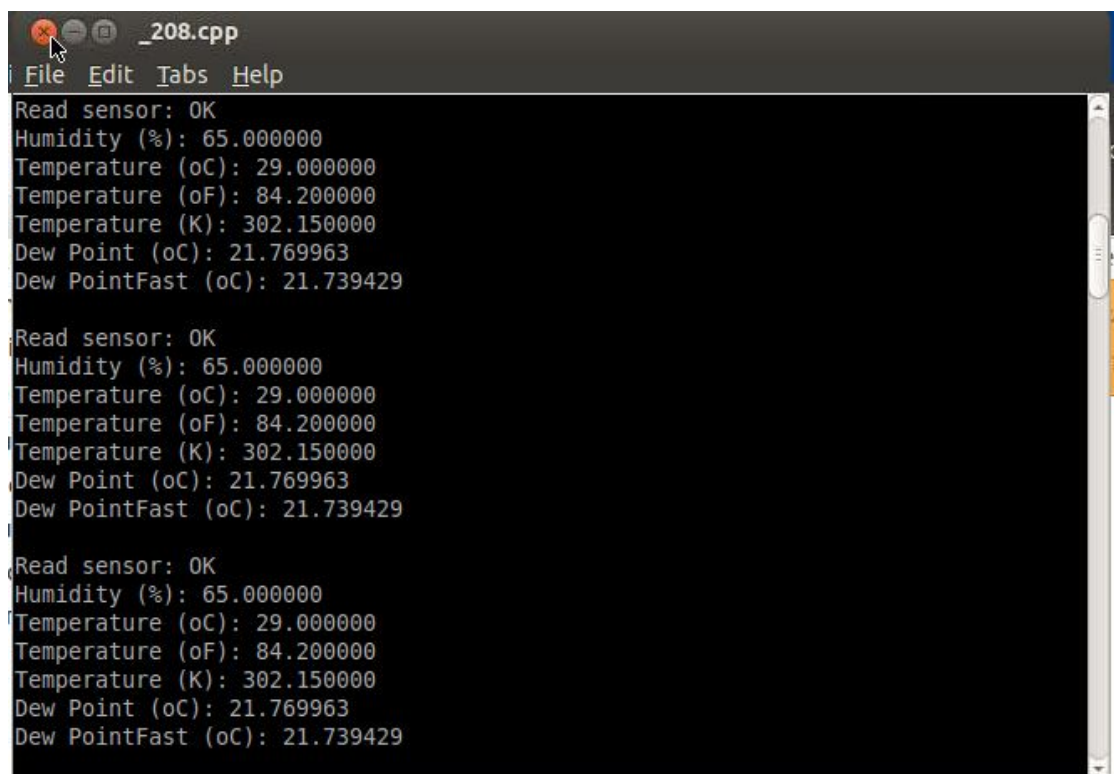 _208.cpp
File Edit Tabs Help
Read sensor: OK
Humidity (%): 65.000000
Temperature (oC): 29.000000
Temperature (oF): 84.200000
Temperature (K): 302.150000
Dew Point (oC): 21.769963
Dew PointFast (oC): 21.739429
Read sensor: OK
Humidity (%): 65.000000
Temperature (oC): 29.000000
Temperature (oF): 84.200000
Temperature (K): 302.150000
Dew Point (oC): 21.769963
Dew PointFast (oC): 21.739429
Read sensor: OK
Humidity (%): 65.000000
Temperature (oC): 29.000000
Temperature (oF): 84.200000
Temperature (K): 302.150000
Dew Point (oC): 21.769963
Dew PointFast (oC): 21.739429